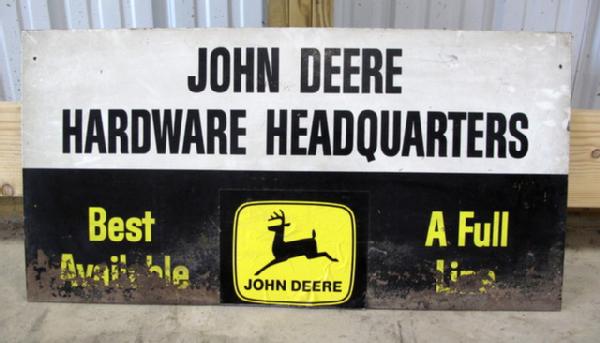 JOHN DEERE
HARDWARE HEADQUARTERS
Best
Available
JOHN DEERE
A Full
Line